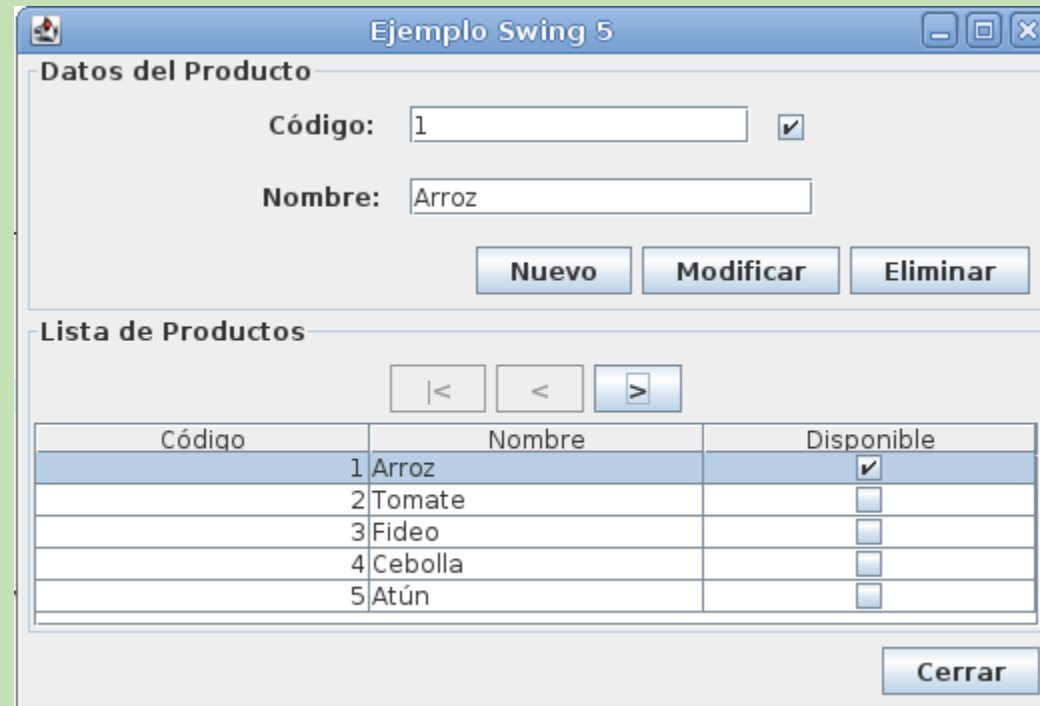 Ejemplo Swing 5
Datos del Producto
Código: 1
Nombre: Arroz
Nuevo Modificar Eliminar
Lista de Productos
|< < >
Código Nombre Disponible
1 Arroz
2 Tomate
3 Fideo
4 Cebolla
5 Atún
Cerrar